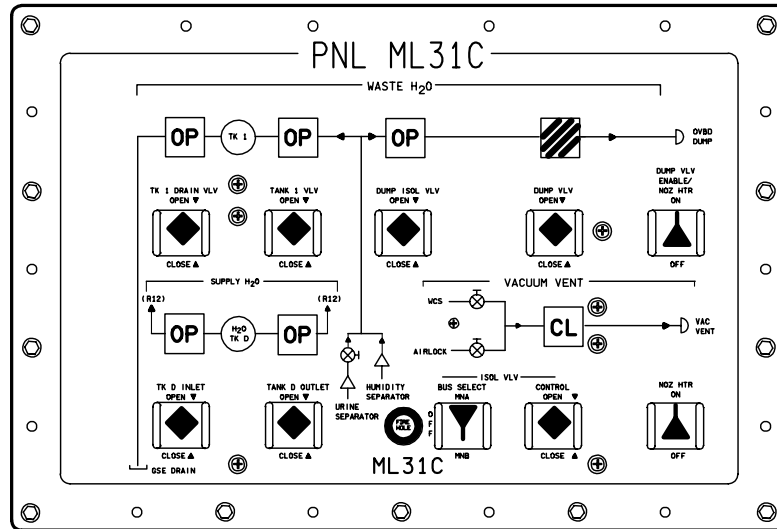 PNL ML31C
WASTE H2O
OP
TK 1
OP
OP
OVBD
DUMP
TK 1 DRAIN VLV
OPEN ▼
TANK 1 VLV
OPEN ▼
DUMP ISOL VLV
OPEN ▼
DUMP VLV
OPEN ▼
DUMP VLV
ENABLE/
NOZ HTR
ON
CLOSE ▲
CLOSE ▲
CLOSE ▲
CLOSE ▲
OFF
SUPPLY H2O
VACUUM VENT
(R12)
(R12)
WCS
OP
H2O
TK D
OP
CL
VAC
VENT
AIRLOCK
ISOL VLV
TK D INLET
OPEN ▼
TANK D OUTLET
OPEN ▼
URINE
SEPARATOR
HUMIDITY
SEPARATOR
BUS SELECT
MNA
CONTROL
OPEN ▼
NOZ HTR
ON
FIRE
HOLE
OFF
CLOSE ▲
CLOSE ▲
MNB
CLOSE ▲
OFF
GSE DRAIN
ML31C